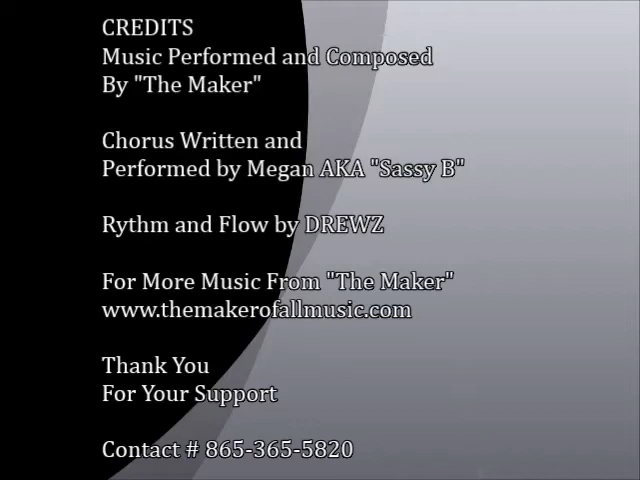 CREDITS
Music Performed and Composed
By "The Maker"
Chorus Written and
Performed by Megan AKA "Sassy B"
Rythm and Flow by DREWZ
For More Music From "The Maker"
www.themakerofallmusic.com
Thank You
For Your Support
Contact # 865-365-5820